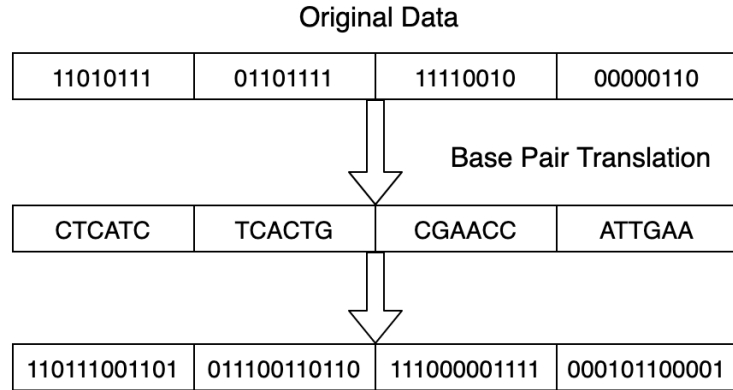 Original Data
11010111 01101111 11110010 00000110
Base Pair Translation
CTCATC TCACTG CGAACC ATTGAA
110111001101 011100110110 111000001111 000101100001